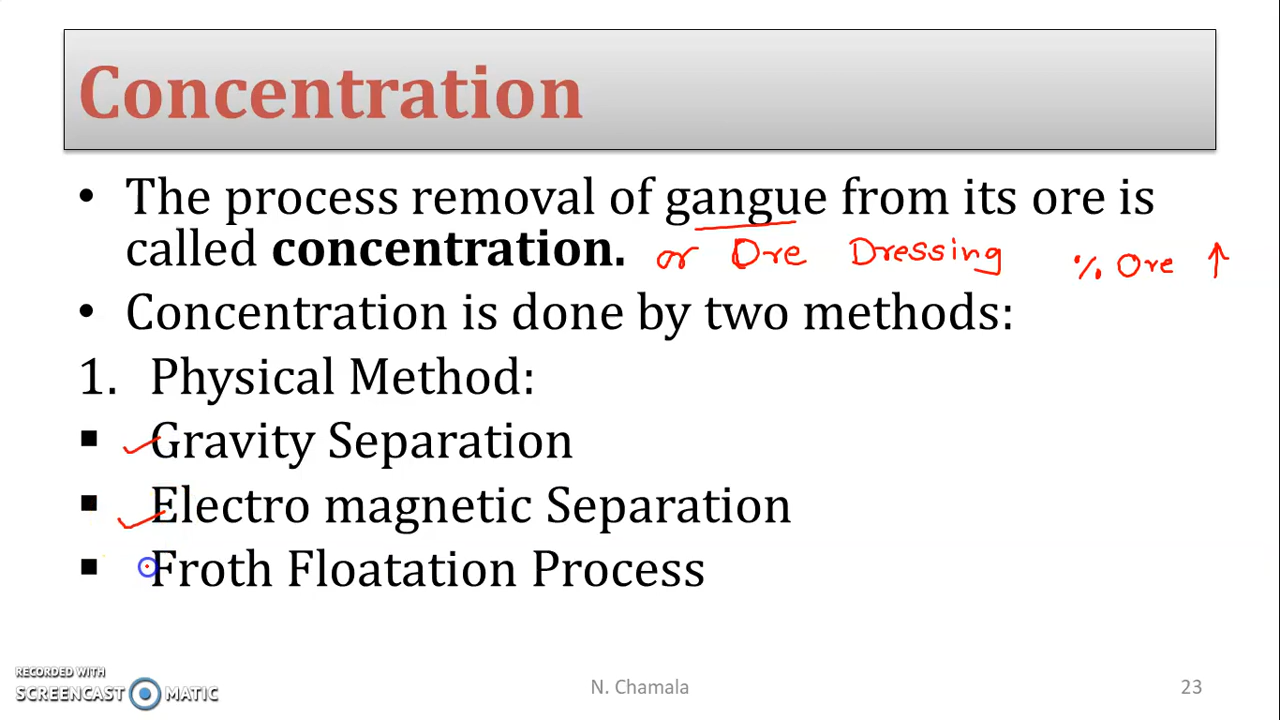 Concentration
• The process removal of gangue from its ore is
called concentration. or Ore Dressing % Ore ↑
• Concentration is done by two methods:
1. Physical Method:
▪ Gravity Separation
▪ Electro magnetic Separation
▪ Froth Floatation Process
RECORDED WITH
SCREENCAST MATIC
N. Chamala
23